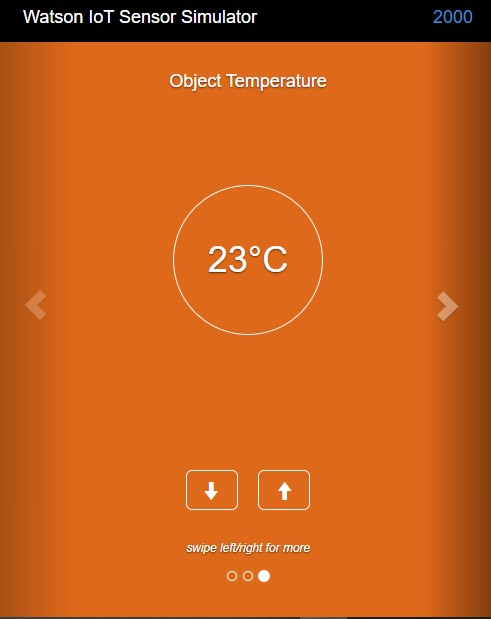 Watson IoT Sensor Simulator 2000
Object Temperature
23°C
swipe left/right for more